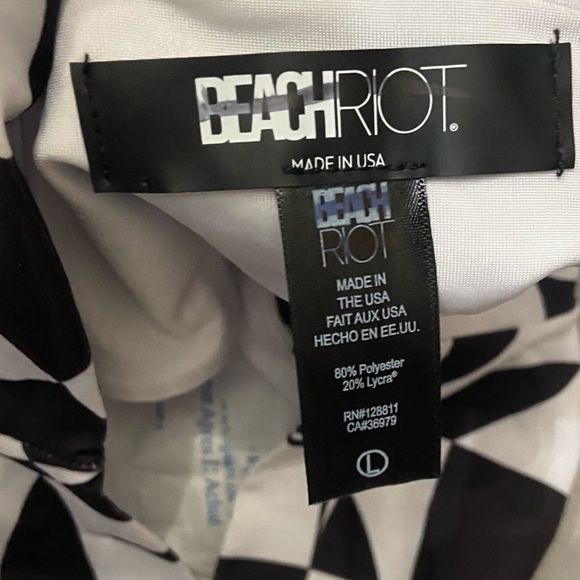 BEACHRIOT®
MADE IN USA
BEACH
RIOT
MADE IN
THE USA
FAIT AUX USA
HECHO EN EE.UU.
80% Polyester
20% Lycra®
RN#128811
CA#36979
L